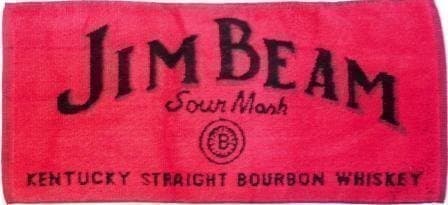 JIM BEAM
Sour Mash
B
KENTUCKY STRAIGHT BOURBON WHISKEY